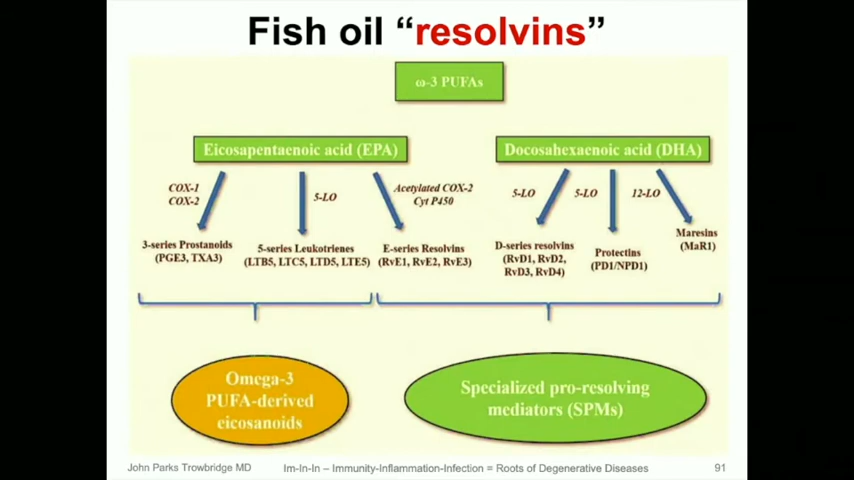 Fish oil “resolvins”
ω-3 PUFAs
Eicosapentaenoic acid (EPA)
Docosahexaenoic acid (DHA)
COX-1
COX-2
5-LO
Acetylated COX-2
Cyt P450
5-LO
5-LO
12-LO
3-series Prostanoids
(PGE3, TXA3)
5-series Leukotrienes
(LTB5, LTC5, LTD5, LTE5)
E-series Resolvins
(RvE1, RvE2, RvE3)
D-series resolvins
(RvD1, RvD2,
RvD3, RvD4)
Protectins
(PD1/NPD1)
Maresins
(MaR1)
Omega-3
PUFA-derived
eicosanoids
Specialized pro-resolving
mediators (SPMs)
John Parks Trowbridge MD
Im-In-In – Immunity-Inflammation-Infection = Roots of Degenerative Diseases
91